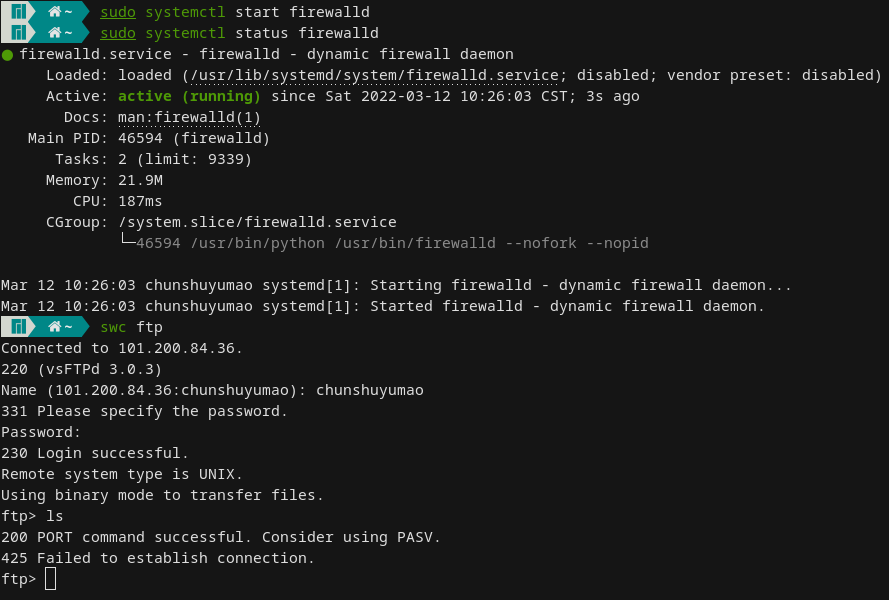 ~ sudo systemctl start firewalld
~ sudo systemctl status firewalld
● firewalld.service - firewalld - dynamic firewall daemon
Loaded: loaded (/usr/lib/systemd/system/firewalld.service; disabled; vendor preset: disabled)
Active: active (running) since Sat 2022-03-12 10:26:03 CST; 3s ago
Docs: man:firewalld(1)
Main PID: 46594 (firewalld)
Tasks: 2 (limit: 9339)
Memory: 21.9M
CPU: 187ms
CGroup: /system.slice/firewalld.service
└─46594 /usr/bin/python /usr/bin/firewalld --nofork --nopid
Mar 12 10:26:03 chunshuyumao systemd[1]: Starting firewalld - dynamic firewall daemon...
Mar 12 10:26:03 chunshuyumao systemd[1]: Started firewalld - dynamic firewall daemon.
~ swc ftp
Connected to 101.200.84.36.
220 (vsFTPd 3.0.3)
Name (101.200.84.36:chunshuyumao): chunshuyumao
331 Please specify the password.
Password:
230 Login successful.
Remote system type is UNIX.
Using binary mode to transfer files.
ftp> ls
200 PORT command successful. Consider using PASV.
425 Failed to establish connection.
ftp>